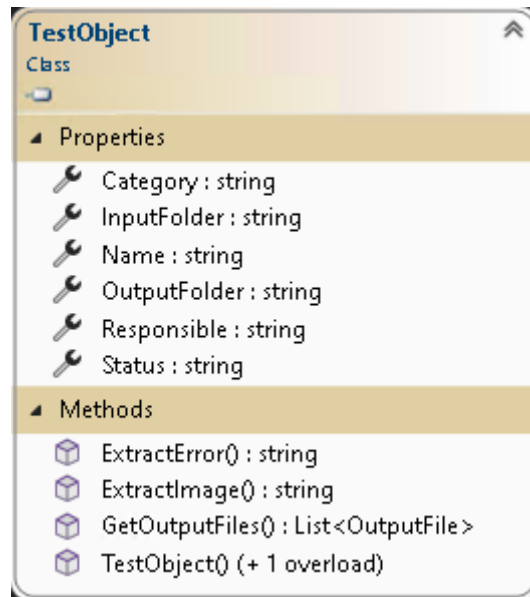 TestObject
Class
Properties
Category : string
InputFolder : string
Name : string
OutputFolder : string
Responsible : string
Status : string
Methods
ExtractError() : string
ExtractImage() : string
GetOutputFiles() : List<OutputFile>
TestObject() (+ 1 overload)